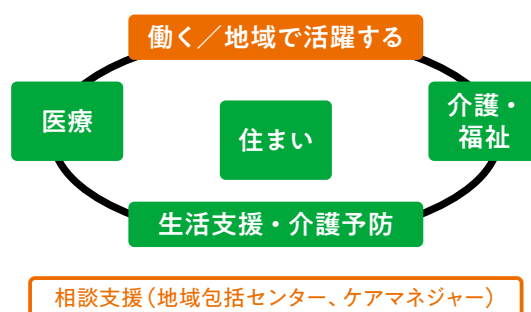 働く／地域で活躍する
医療
住まい
介護・
福祉
生活支援・介護予防
相談支援（地域包括センター、ケアマネジャー）